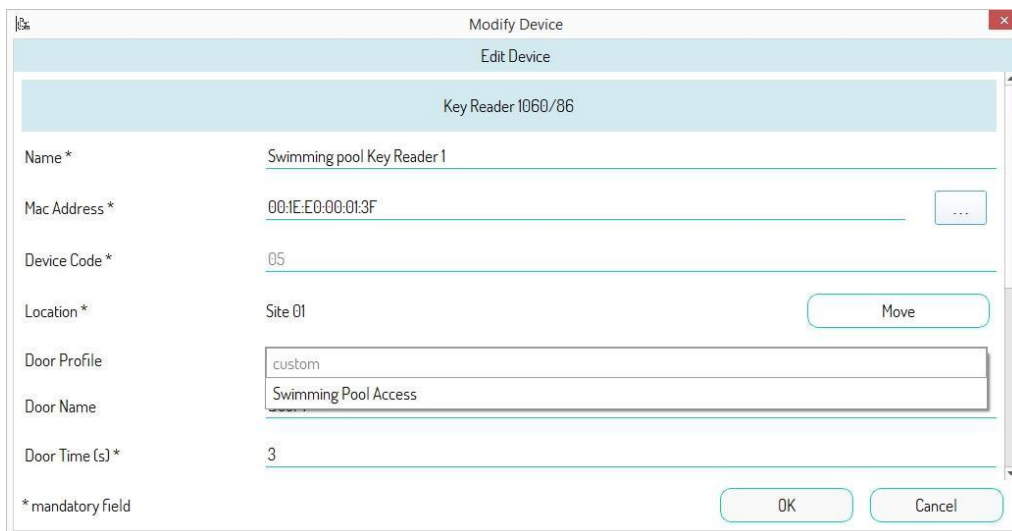 Modify Device
Edit Device
Key Reader 1060/86
Name * Swimming pool Key Reader 1
Mac Address * 00:1E:E0:00:01:3F ...
Device Code * 05
Location * Site 01 Move
Door Profile custom
Swimming Pool Access
Door Name
Door Time (s) * 3
* mandatory field OK Cancel